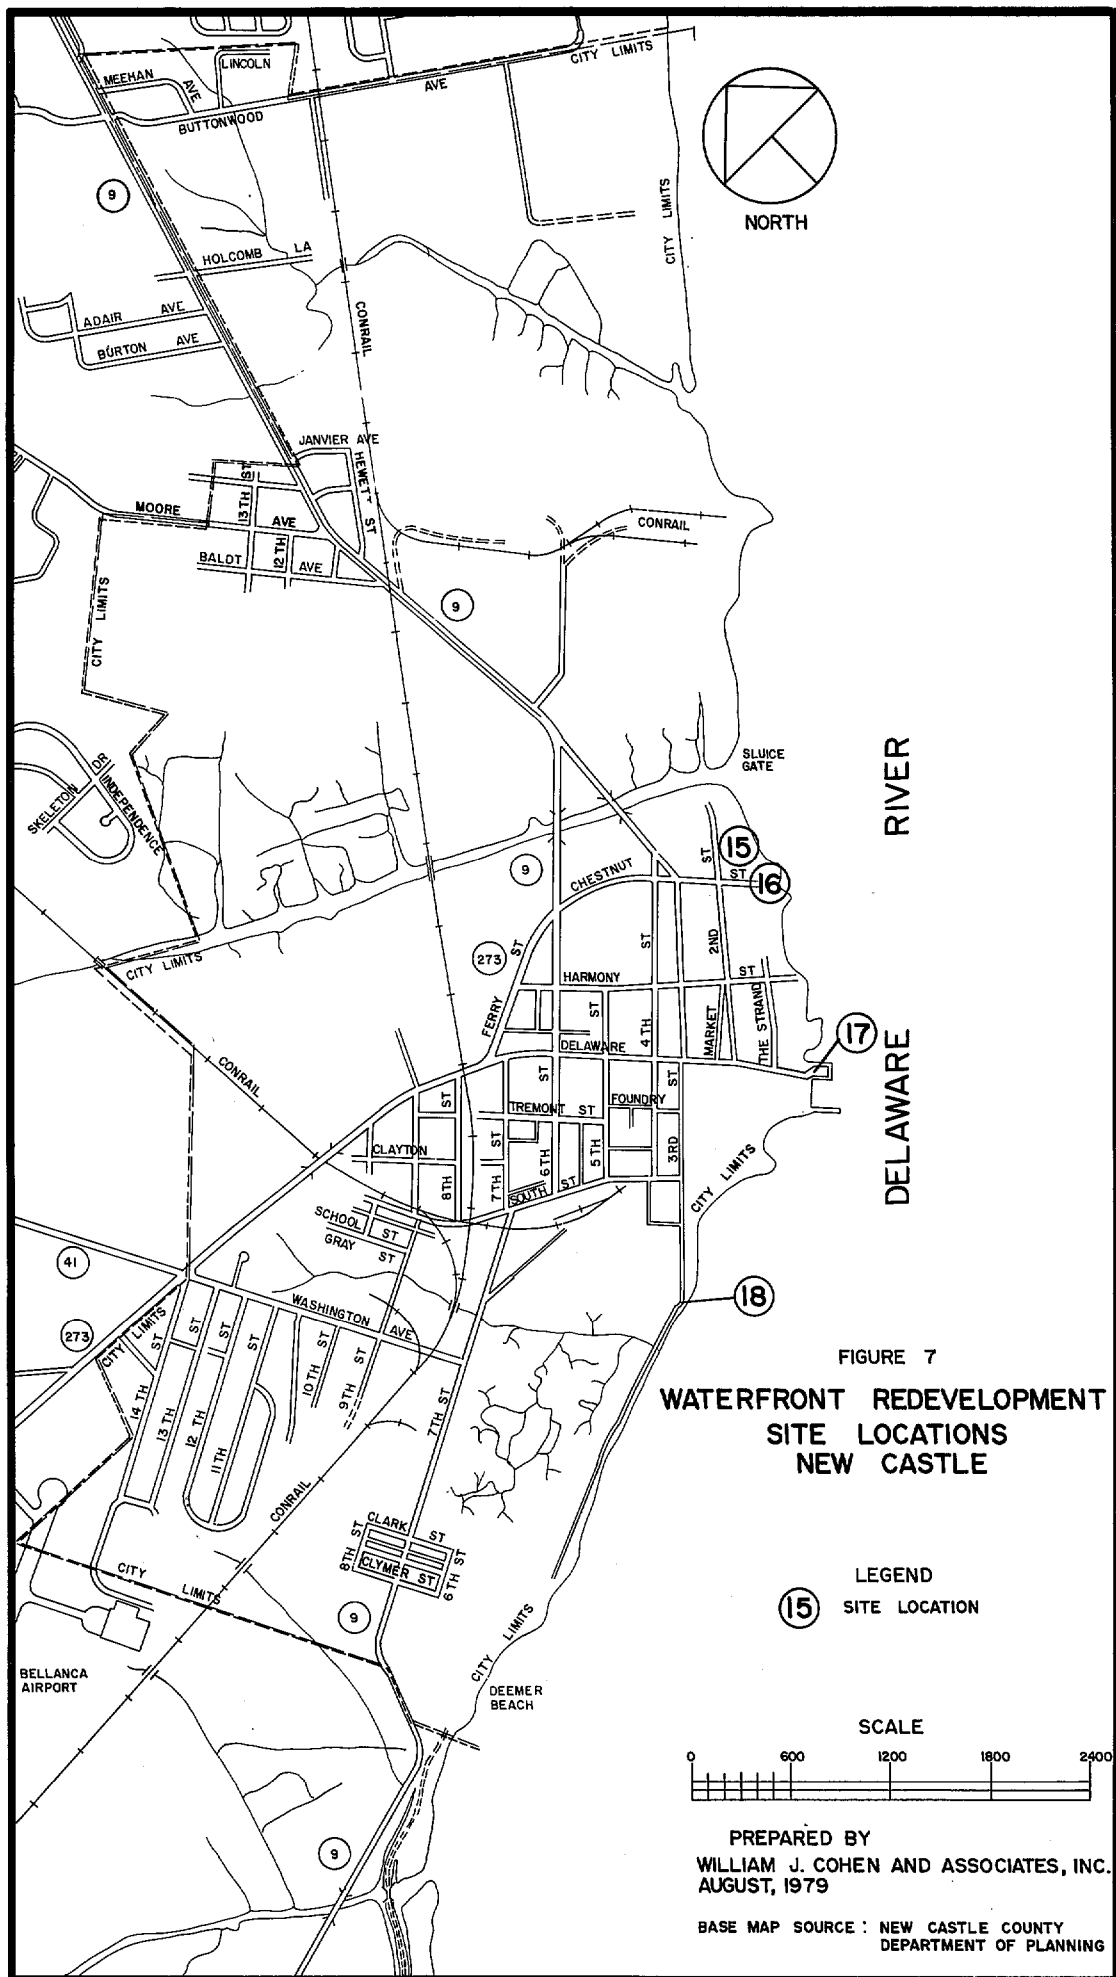 CITY LIMITS
LINCOLN
MEEHAN AVE
BUTTONWOOD AVE
9
NORTH
CITY LIMITS
HOLCOMB LA
ADAIR AVE
BURTON AVE
CONRAIL
JANVIER AVE
HEWETT ST
13TH ST
MOORE AVE
12TH
BALDT AVE
CONRAIL
CITY LIMITS
9
SLUICE
GATE
SKELETON DR
INDEPENDENCE
DELAWARE RIVER
15
ST
16
ST
9
CHESTNUT
CITY LIMITS
273
FERRY ST
HARMONY ST
2ND
4TH ST
MARKET
THE STRAND
17
DELAWARE
ST
ST
CONRAIL
TREMONT ST
FOUNDRY
3RD ST
CLAYTON
8TH ST
7TH ST
6TH
5TH
SOUTH ST
CITY LIMITS
SCHOOL ST
GRAY ST
41
WASHINGTON AVE
18
273
CITY LIMITS
14TH ST
13TH ST
12TH ST
11TH ST
10TH ST
9TH ST
7TH ST
CONRAIL
CLARK ST
8TH ST
CLYMER ST
6TH ST
CITY LIMITS
9
CITY LIMITS
BELLANCA
AIRPORT
DEEMER
BEACH
9
FIGURE 7
WATERFRONT REDEVELOPMENT
SITE LOCATIONS
NEW CASTLE
LEGEND
15 SITE LOCATION
SCALE
0 600 1200 1800 2400
PREPARED BY
WILLIAM J. COHEN AND ASSOCIATES, INC.
AUGUST, 1979
BASE MAP SOURCE : NEW CASTLE COUNTY
DEPARTMENT OF PLANNING